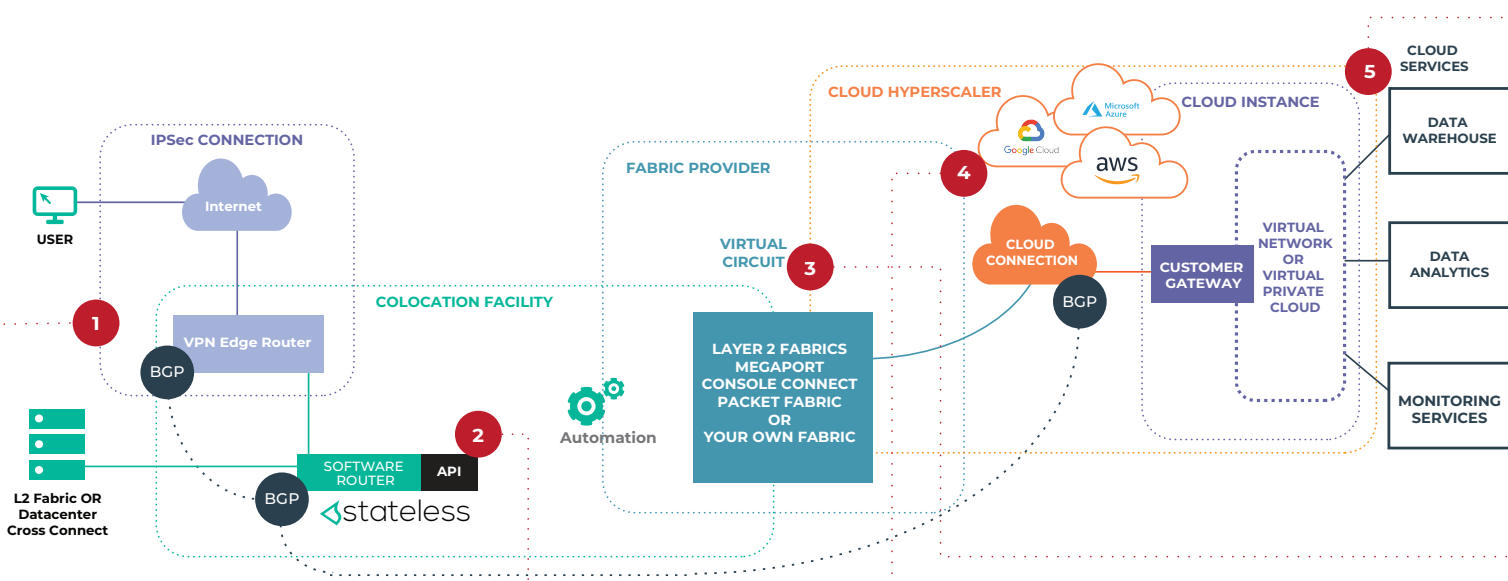 IPSec CONNECTION
Internet
USER
1
VPN Edge Router
BGP
COLOCATION FACILITY
L2 Fabric OR
Datacenter
Cross Connect
2
SOFTWARE
ROUTER
API
BGP
stateless
Automation
FABRIC PROVIDER
VIRTUAL
CIRCUIT
3
LAYER 2 FABRICS
MEGAPORT
CONSOLE CONNECT
PACKET FABRIC
OR
YOUR OWN FABRIC
CLOUD HYPERSCALER
4
Google Cloud
Microsoft
Azure
aws
CLOUD
CONNECTION
BGP
CLOUD INSTANCE
CUSTOMER
GATEWAY
VIRTUAL
NETWORK
OR
VIRTUAL
PRIVATE
CLOUD
5
CLOUD
SERVICES
DATA
WAREHOUSE
DATA
ANALYTICS
MONITORING
SERVICES